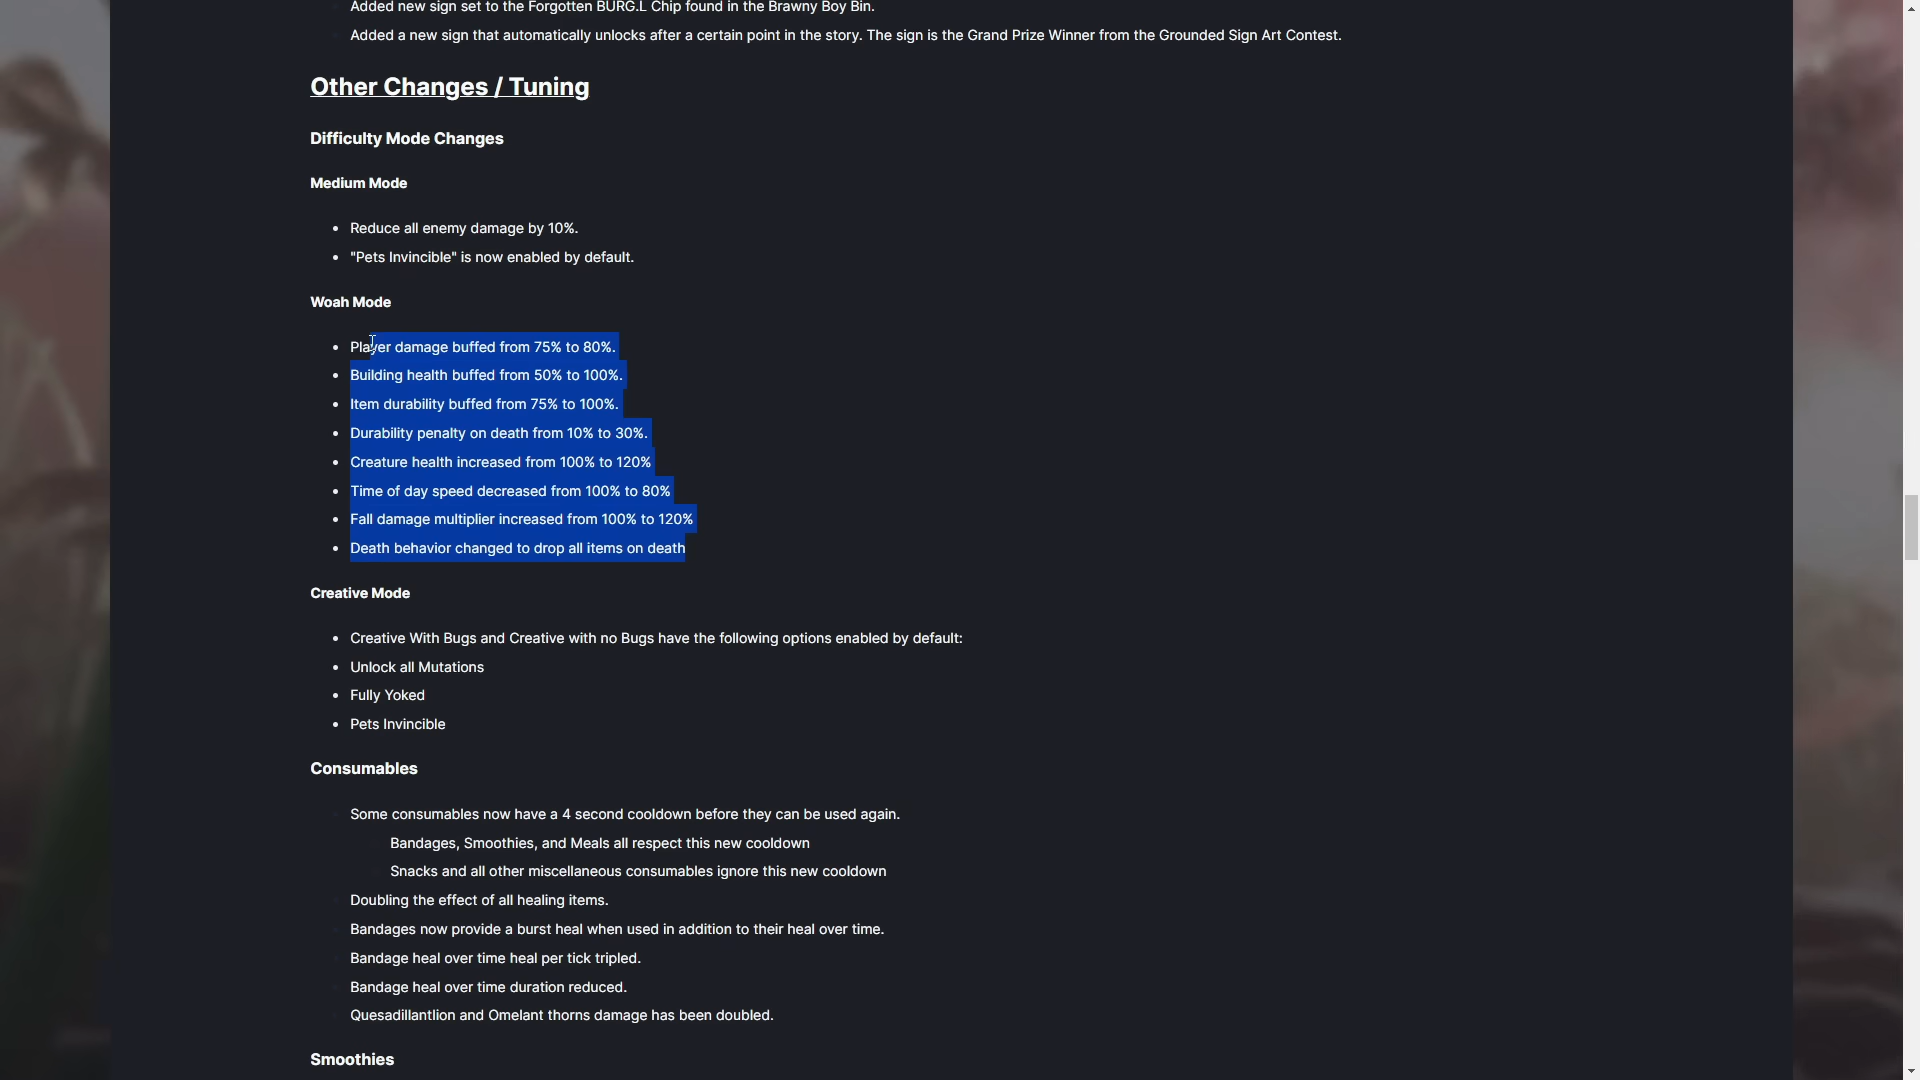 Added new sign set to the Forgotten BURG.L Chip found in the Brawny Boy Bin.
Added a new sign that automatically unlocks after a certain point in the story. The sign is the Grand Prize Winner from the Grounded Sign Art Contest.
Other Changes / Tuning
Difficulty Mode Changes
Medium Mode
Reduce all enemy damage by 10%.
"Pets Invincible" is now enabled by default.
Woah Mode
Player damage buffed from 75% to 80%.
Building health buffed from 50% to 100%.
Item durability buffed from 75% to 100%.
Durability penalty on death from 10% to 30%.
Creature health increased from 100% to 120%
Time of day speed decreased from 100% to 80%
Fall damage multiplier increased from 100% to 120%
Death behavior changed to drop all items on death
Creative Mode
Creative With Bugs and Creative with no Bugs have the following options enabled by default:
Unlock all Mutations
Fully Yoked
Pets Invincible
Consumables
Some consumables now have a 4 second cooldown before they can be used again.
Bandages, Smoothies, and Meals all respect this new cooldown
Snacks and all other miscellaneous consumables ignore this new cooldown
Doubling the effect of all healing items.
Bandages now provide a burst heal when used in addition to their heal over time.
Bandage heal over time heal per tick tripled.
Bandage heal over time duration reduced.
Quesadillantlion and Omelant thorns damage has been doubled.
Smoothies